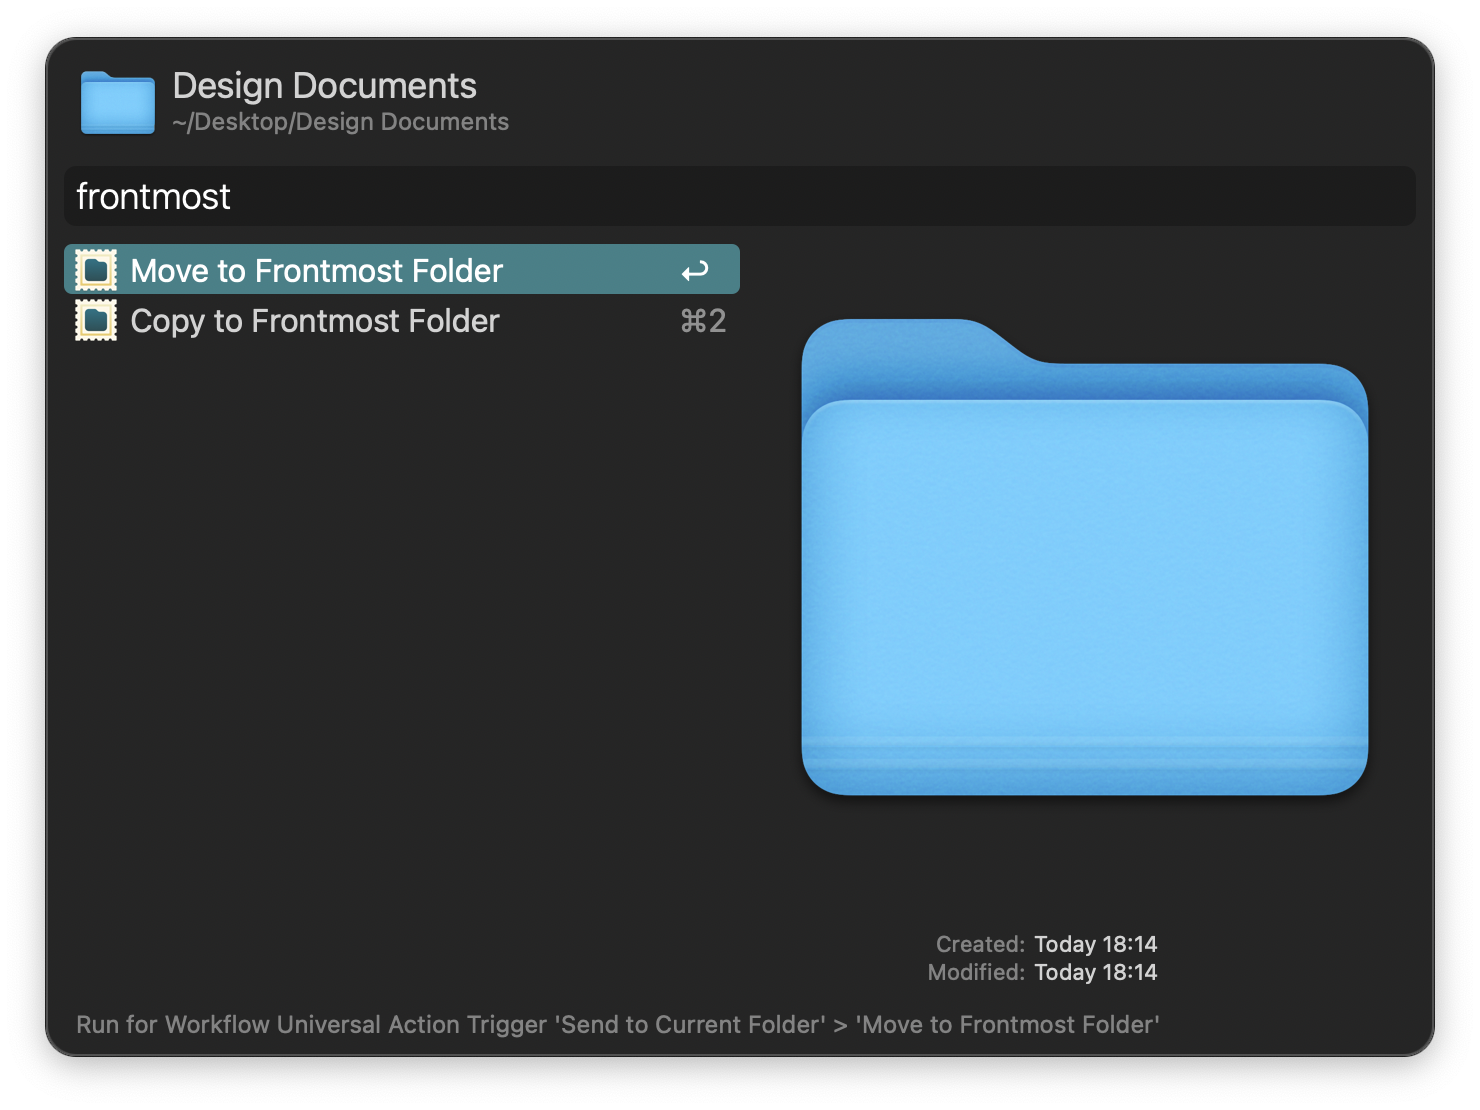 Design Documents
~/Desktop/Design Documents
frontmost
Move to Frontmost Folder ↩
Copy to Frontmost Folder ⌘2
Created: Today 18:14
Modified: Today 18:14
Run for Workflow Universal Action Trigger 'Send to Current Folder' > 'Move to Frontmost Folder'